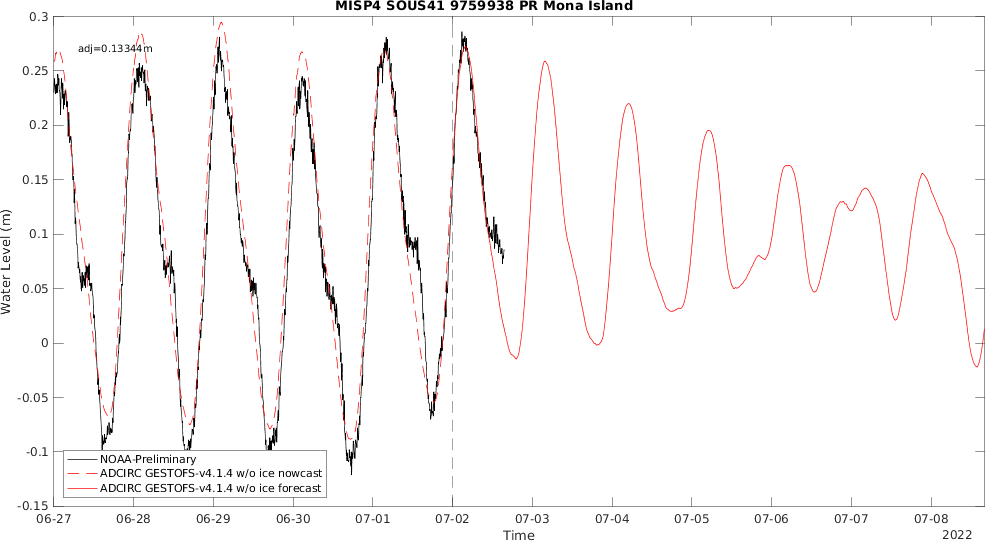 MISP4 SOUS41 9759938 PR Mona Island
adj=0.13344m
Water Level (m)
0.3
0.25
0.2
0.15
0.1
0.05
0
-0.05
-0.1
-0.15
NOAA-Preliminary
ADCIRC GESTOFS-v4.1.4 w/o ice nowcast
ADCIRC GESTOFS-v4.1.4 w/o ice forecast
06-27 06-28 06-29 06-30 07-01 07-02 07-03 07-04 07-05 07-06 07-07 07-08
Time
2022